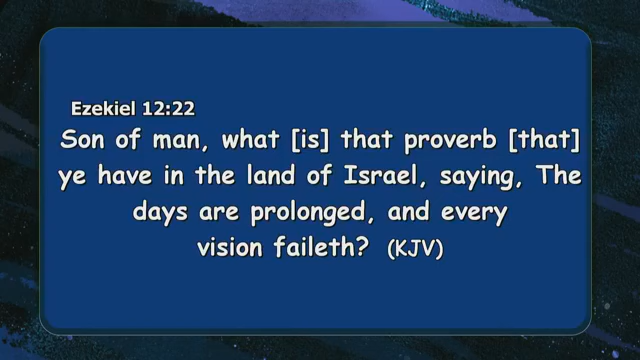 Ezekiel 12:22
Son of man, what [is] that proverb [that]
ye have in the land of Israel, saying, The
days are prolonged, and every
vision faileth? (KJV)